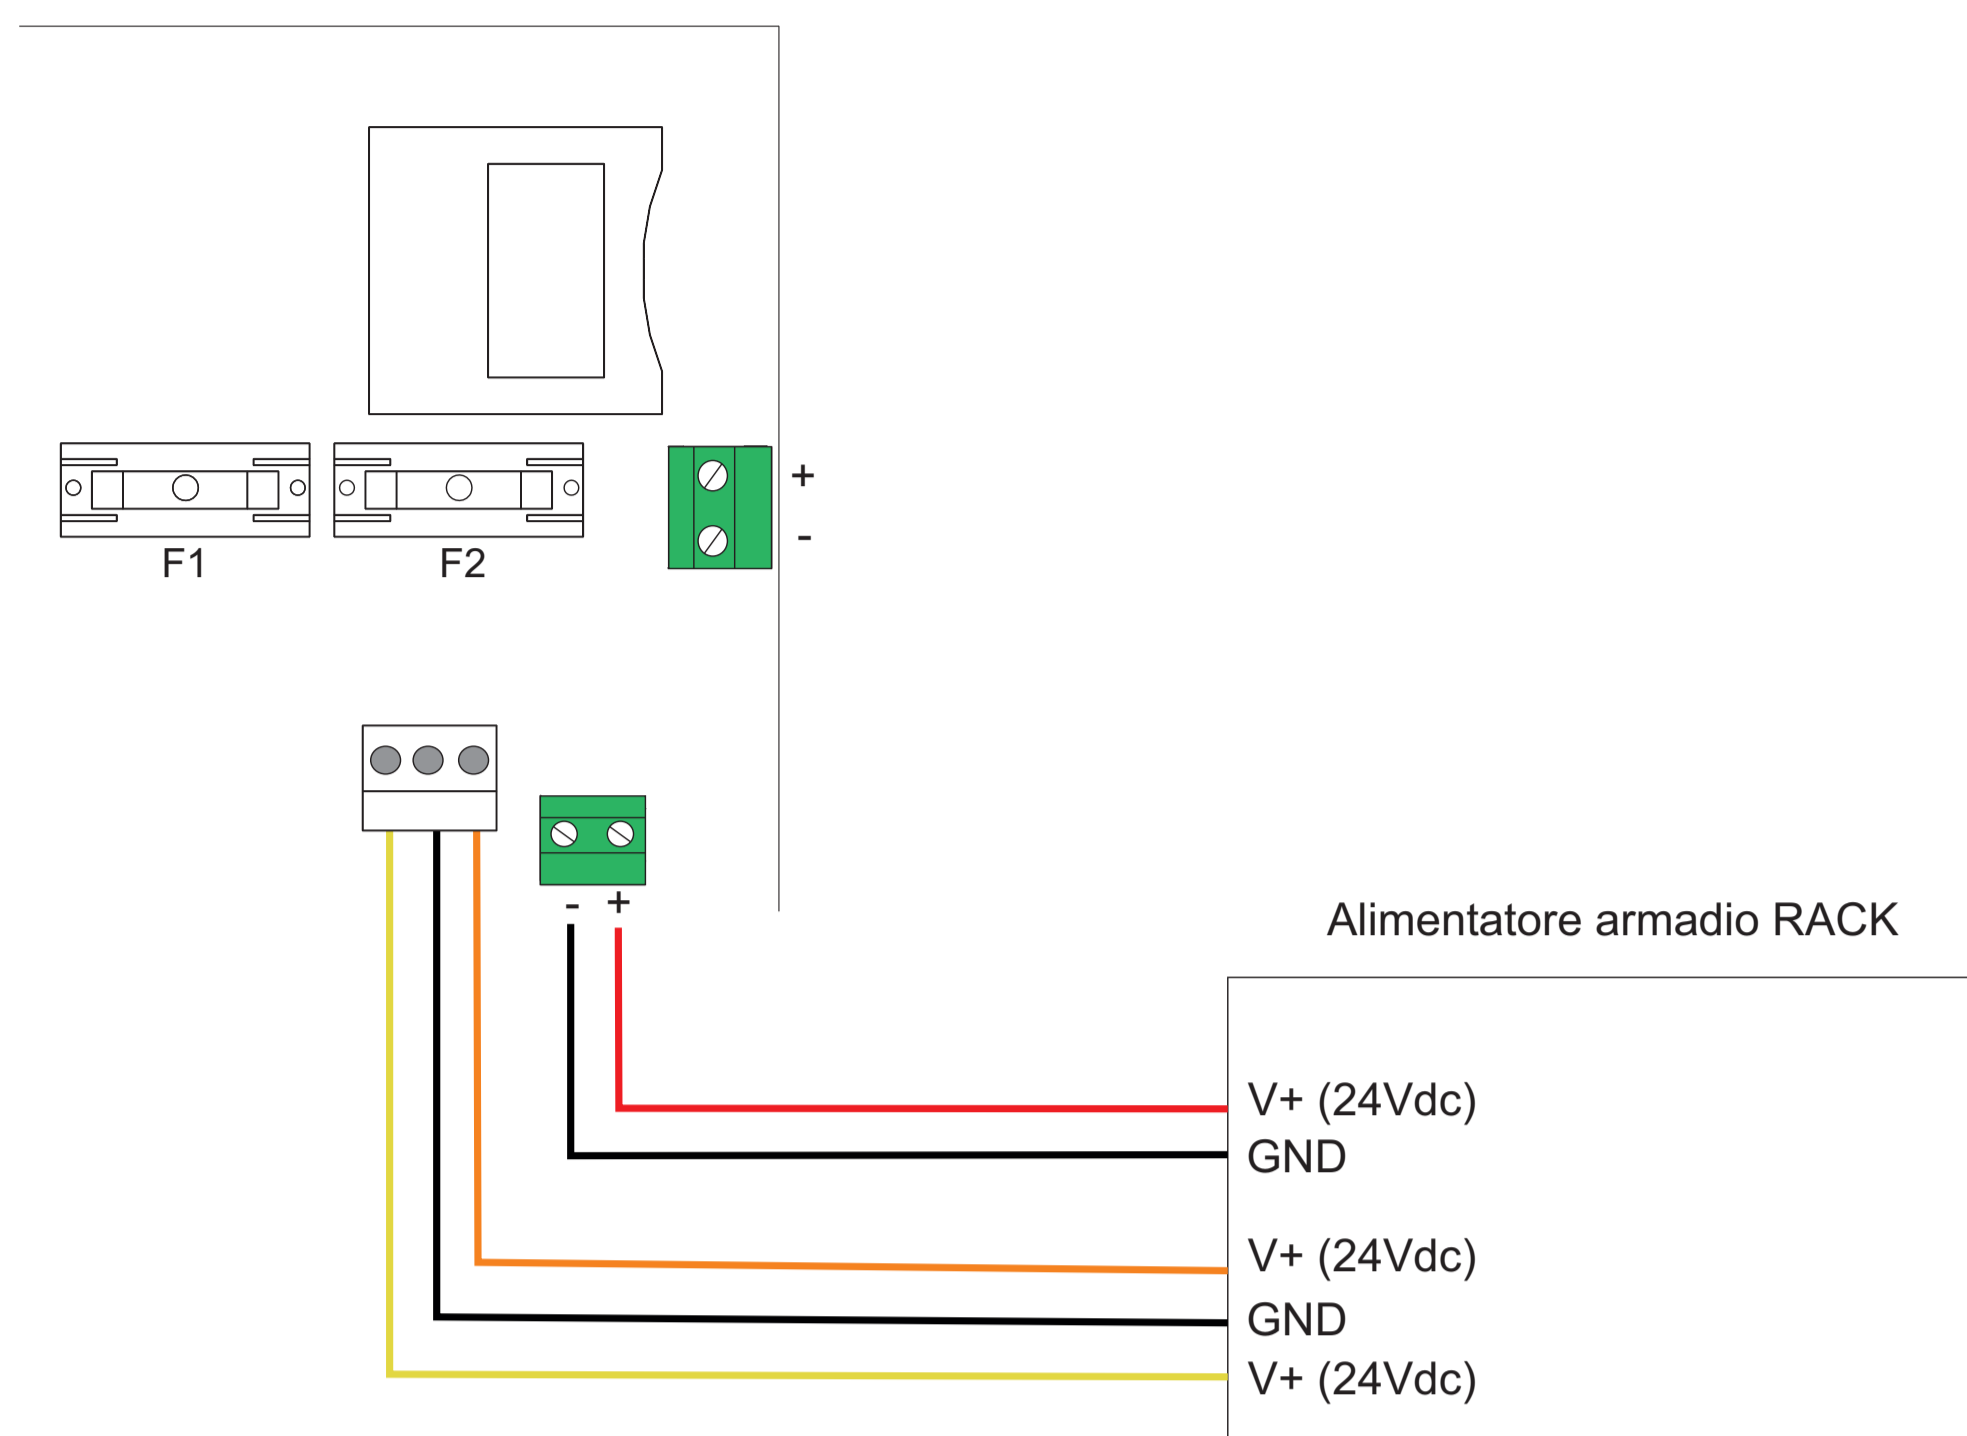 +
-
F1
F2
- +
Alimentatore armadio RACK
V+ (24Vdc)
GND
V+ (24Vdc)
GND
V+ (24Vdc)